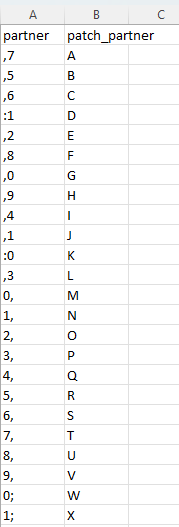 A B C
partner patch_partner
,7 A
,5 B
,6 C
:1 D
,2 E
,8 F
,0 G
,9 H
,4 I
,1 J
:0 K
,3 L
0, M
1, N
2, O
3, P
4, Q
5, R
6, S
7, T
8, U
9, V
0; W
1; X